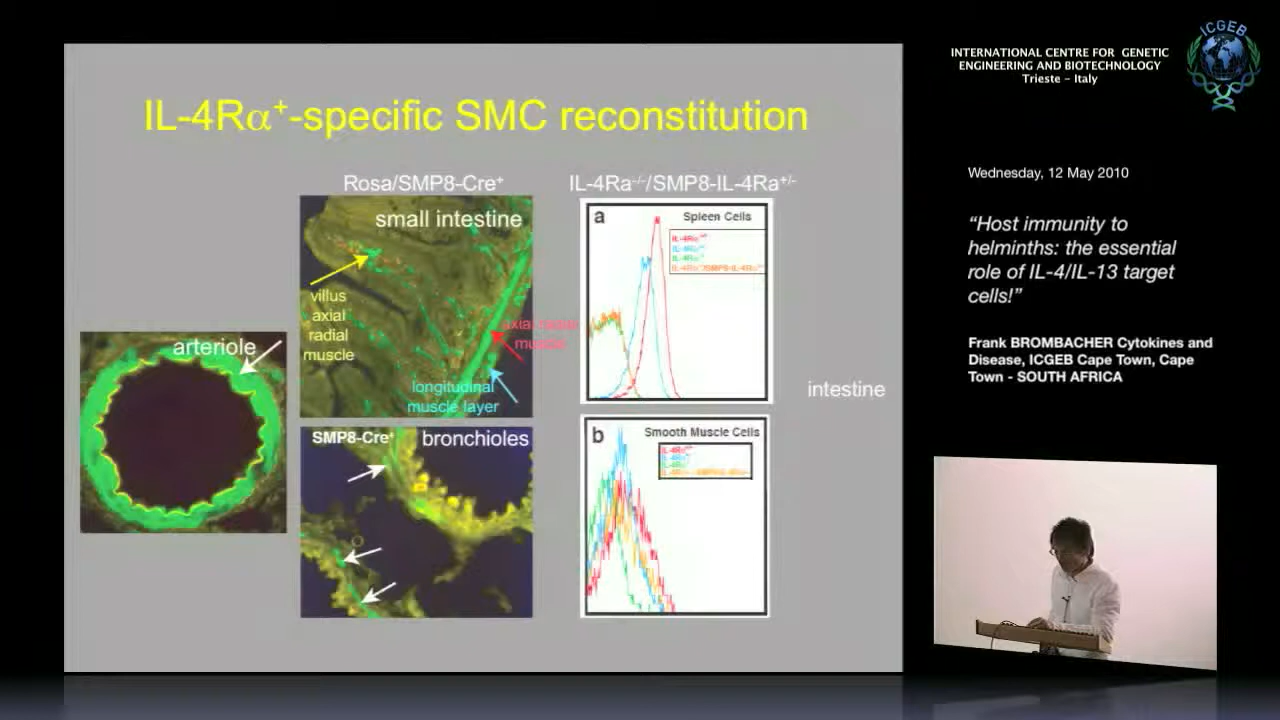 IL-4Rα⁺-specific SMC reconstitution
Rosa/SMP8-Cre⁺
IL-4Ra⁻/⁻/SMP8-IL-4Ra⁺/⁻
small intestine
villus
axial
radial
muscle
muscle
longitudinal
muscle layer
arteriole
SMP8-Cre⁺
bronchioles
a
Spleen Cells
b
Smooth Muscle Cells
intestine
INTERNATIONAL CENTRE FOR GENETIC
ENGINEERING AND BIOTECHNOLOGY
Trieste - Italy
ICGEB
Wednesday, 12 May 2010
“Host immunity to
helminths: the essential
role of IL-4/IL-13 target
cells!”
Frank BROMBACHER Cytokines and
Disease, ICGEB Cape Town, Cape
Town - SOUTH AFRICA